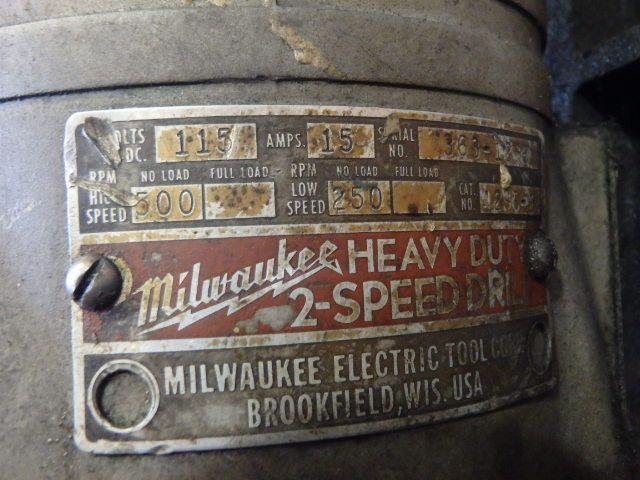 VOLTS 115 AMPS. 15 SERIAL
DC. NO.
RPM NO LOAD FULL LOAD RPM NO LOAD FULL LOAD
500 LOW 250 CAT.
SPEED SPEED NO.
Milwaukee HEAVY DUTY
2-SPEED DRILL
MILWAUKEE ELECTRIC TOOL
BROOKFIELD, WIS. USA